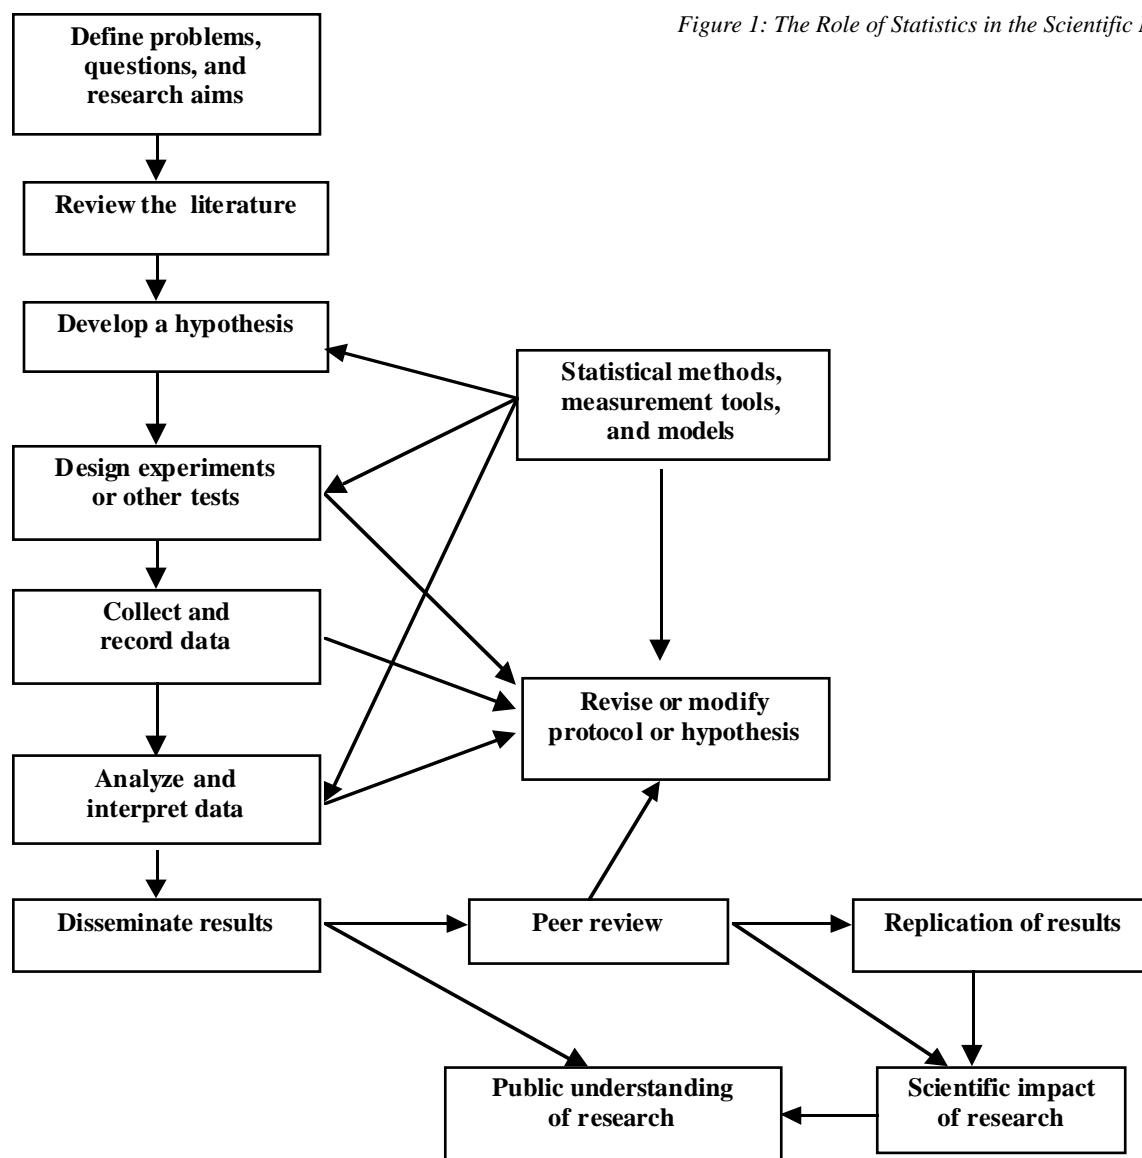 Figure 1: The Role of Statistics in the Scientific
Define problems,
questions, and
research aims
Review the literature
Develop a hypothesis
Statistical methods,
measurement tools,
and models
Design experiments
or other tests
Collect and
record data
Revise or modify
protocol or hypothesis
Analyze and
interpret data
Disseminate results
Peer review
Replication of results
Public understanding
of research
Scientific impact
of research